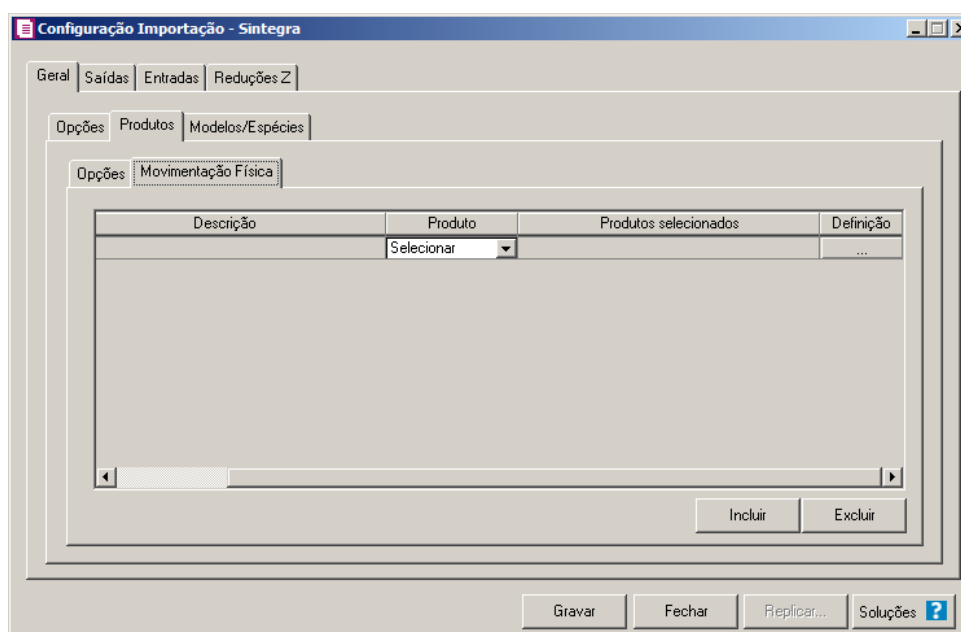 Configuração Importação - Sintegra
Geral Saídas Entradas Reduções Z
Opções Produtos Modelos/Espécies
Opções Movimentação Física
Descrição Produto Produtos selecionados Definição
Selecionar ...
Incluir Excluir
Gravar Fechar Replicar... Soluções ?